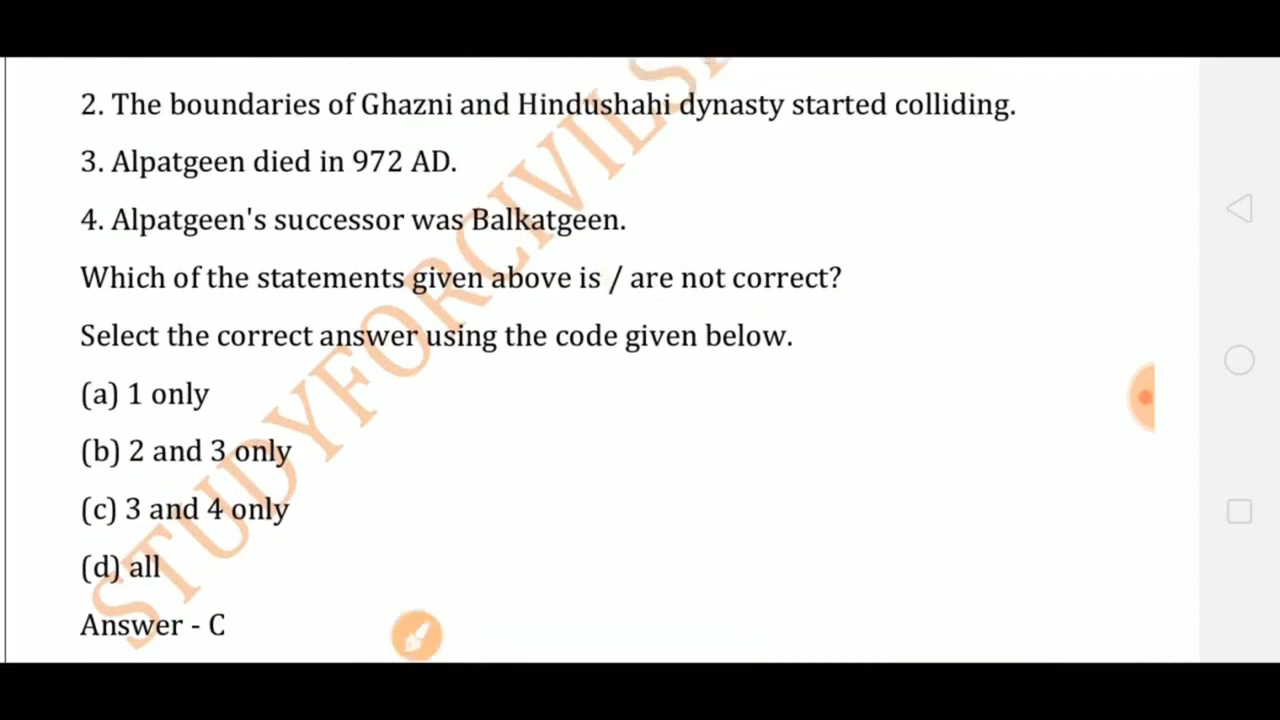 2. The boundaries of Ghazni and Hindushahi dynasty started colliding.
3. Alpatgeen died in 972 AD.
4. Alpatgeen's successor was Balkatgeen.
Which of the statements given above is / are not correct?
Select the correct answer using the code given below.
(a) 1 only
(b) 2 and 3 only
(c) 3 and 4 only
(d) all
Answer - C
STUDYFORCIVILS